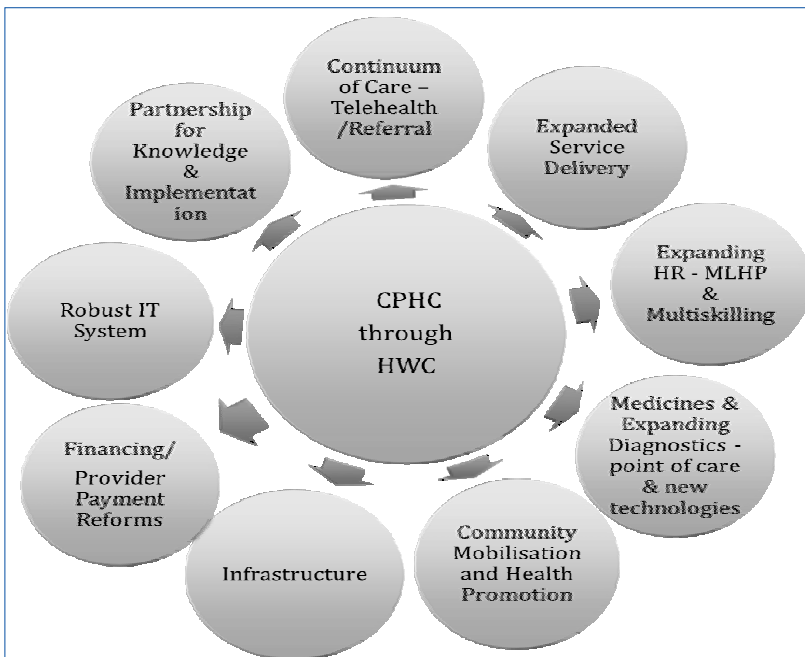 Continuum
of Care –
Telehealth
/Referral
Expanded
Service
Delivery
Expanding
HR - MLHP
&
Multiskilling
Medicines &
Expanding
Diagnostics -
point of care
& new
technologies
Community
Mobilisation
and Health
Promotion
Infrastructure
Financing/
Provider
Payment
Reforms
Robust IT
System
Partnership
for
Knowledge
&
Implementat
ion
CPHC
through
HWC